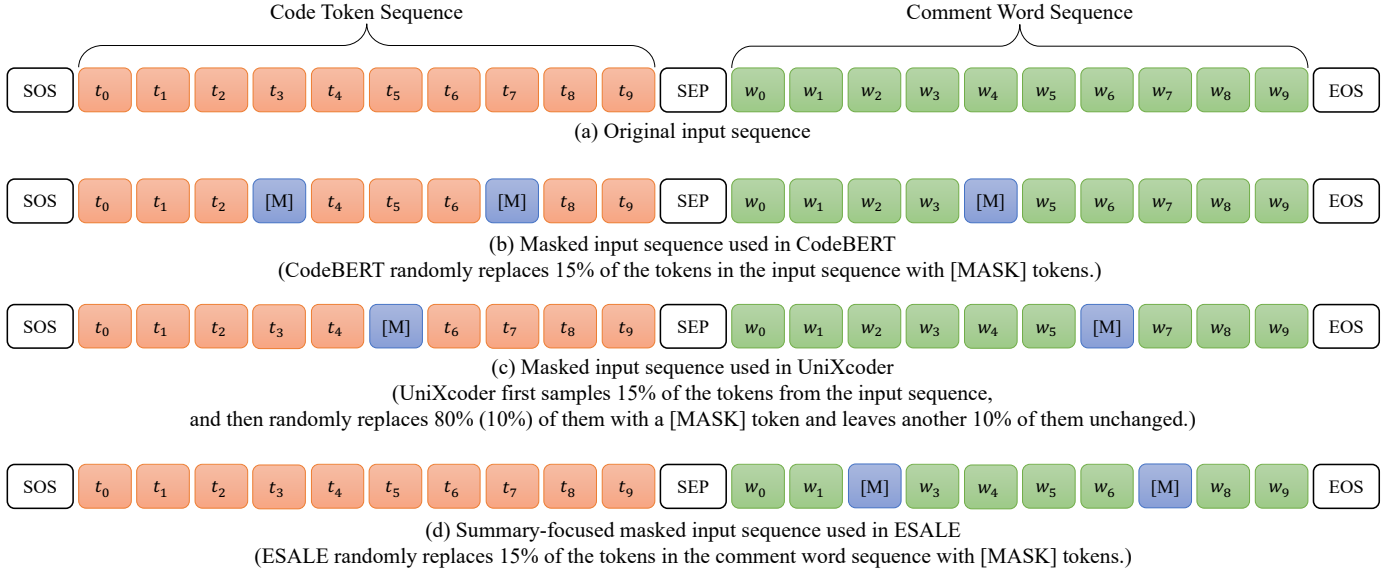 Code Token Sequence Comment Word Sequence
SOS t₀ t₁ t₂ t₃ t₄ t₅ t₆ t₇ t₈ t₉ SEP w₀ w₁ w₂ w₃ w₄ w₅ w₆ w₇ w₈ w₉ EOS
(a) Original input sequence
SOS t₀ t₁ t₂ [M] t₄ t₅ t₆ [M] t₈ t₉ SEP w₀ w₁ w₂ w₃ [M] w₅ w₆ w₇ w₈ w₉ EOS
(b) Masked input sequence used in CodeBERT
(CodeBERT randomly replaces 15% of the tokens in the input sequence with [MASK] tokens.)
SOS t₀ t₁ t₂ t₃ t₄ [M] t₆ t₇ t₈ t₉ SEP w₀ w₁ w₂ w₃ w₄ w₅ [M] w₇ w₈ w₉ EOS
(c) Masked input sequence used in UniXcoder
(UniXcoder first samples 15% of the tokens from the input sequence,
and then randomly replaces 80% (10%) of them with a [MASK] token and leaves another 10% of them unchanged.)
SOS t₀ t₁ t₂ t₃ t₄ t₅ t₆ t₇ t₈ t₉ SEP w₀ w₁ [M] w₃ w₄ w₅ w₆ [M] w₈ w₉ EOS
(d) Summary-focused masked input sequence used in ESALE
(ESALE randomly replaces 15% of the tokens in the comment word sequence with [MASK] tokens.)